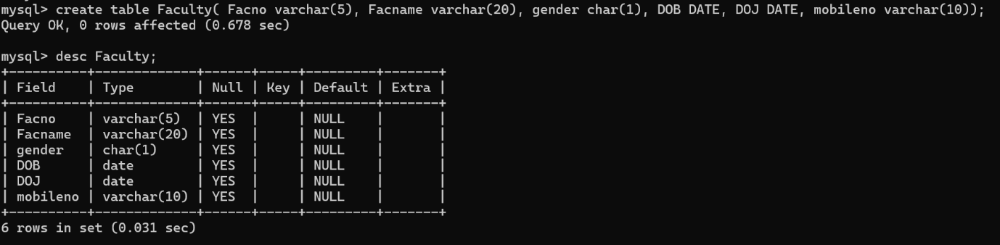 mysql> create table Faculty( Facno varchar(5), Facname varchar(20), gender char(1), DOB DATE, DOJ DATE, mobileno varchar(10));
Query OK, 0 rows affected (0.678 sec)

mysql> desc Faculty;
+----------+-------------+------+-----+---------+-------+
| Field    | Type        | Null | Key | Default | Extra |
+----------+-------------+------+-----+---------+-------+
| Facno    | varchar(5)  | YES  |     | NULL    |       |
| Facname  | varchar(20) | YES  |     | NULL    |       |
| gender   | char(1)     | YES  |     | NULL    |       |
| DOB      | date        | YES  |     | NULL    |       |
| DOJ      | date        | YES  |     | NULL    |       |
| mobileno | varchar(10) | YES  |     | NULL    |       |
+----------+-------------+------+-----+---------+-------+
6 rows in set (0.031 sec)